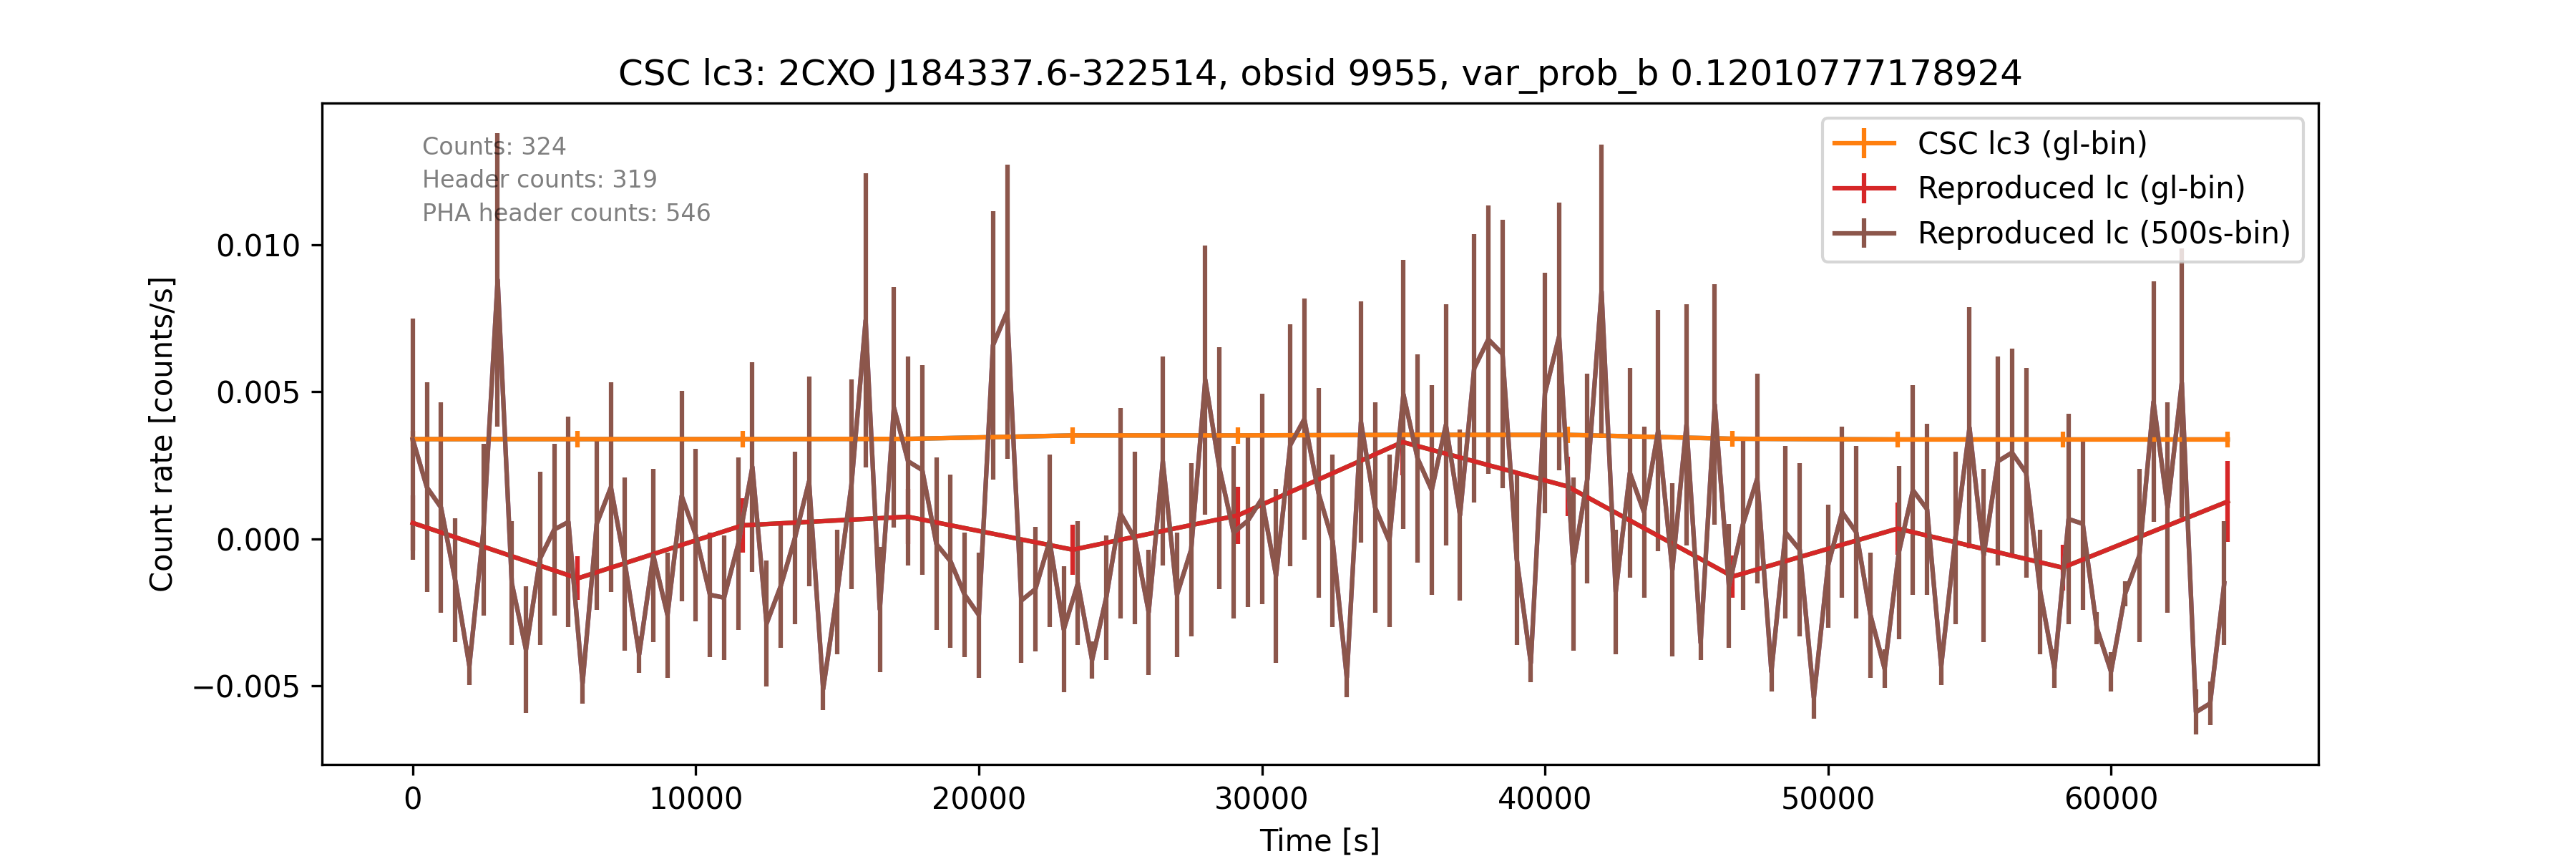 CSC lc3: 2CXO J184337.6-322514, obsid 9955, var_prob_b 0.12010777178924
Counts: 324
Header counts: 319
PHA header counts: 546
CSC lc3 (gl-bin)
Reproduced lc (gl-bin)
Reproduced lc (500s-bin)
Count rate [counts/s]
0.010
0.005
0.000
−0.005
0 10000 20000 30000 40000 50000 60000
Time [s]